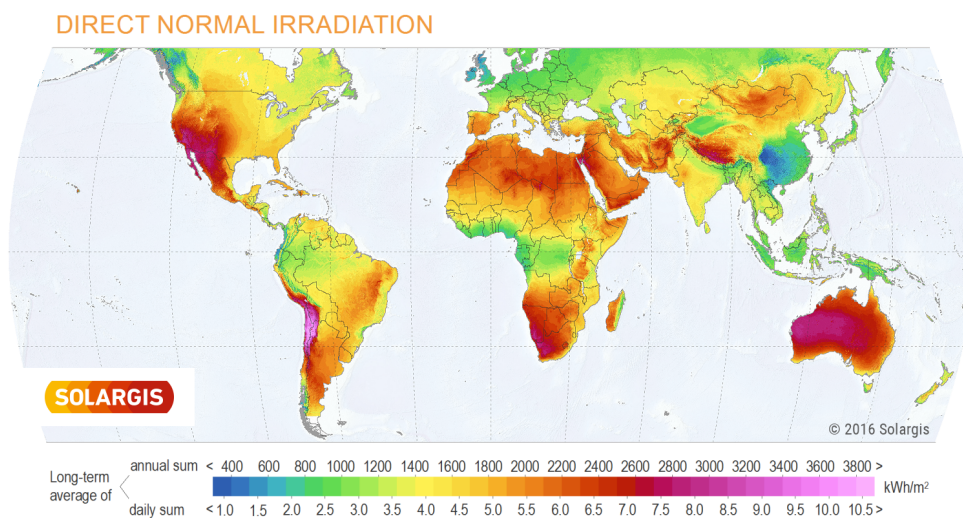 DIRECT NORMAL IRRADIATION
SOLARGIS
© 2016 Solargis
Long-term average of
annual sum < 400 600 800 1000 1200 1400 1600 1800 2000 2200 2400 2600 2800 3000 3200 3400 3600 3800 >
kWh/m²
daily sum < 1.0 1.5 2.0 2.5 3.0 3.5 4.0 4.5 5.0 5.5 6.0 6.5 7.0 7.5 8.0 8.5 9.0 9.5 10.0 10.5 >